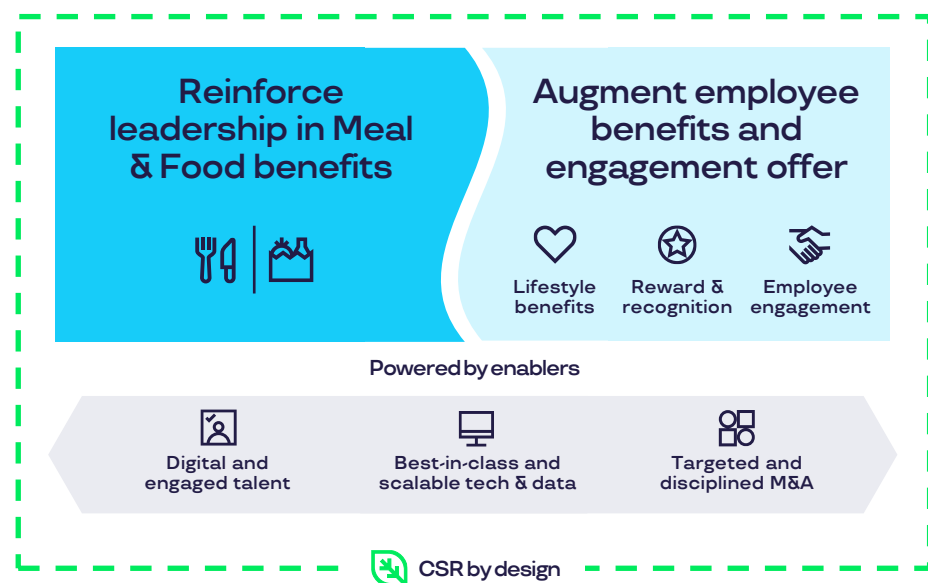 Reinforce
leadership in Meal
& Food benefits
Augment employee
benefits and
engagement offer
Lifestyle
benefits
Reward &
recognition
Employee
engagement
Powered by enablers
Digital and
engaged talent
Best-in-class and
scalable tech & data
Targeted and
disciplined M&A
CSR by design